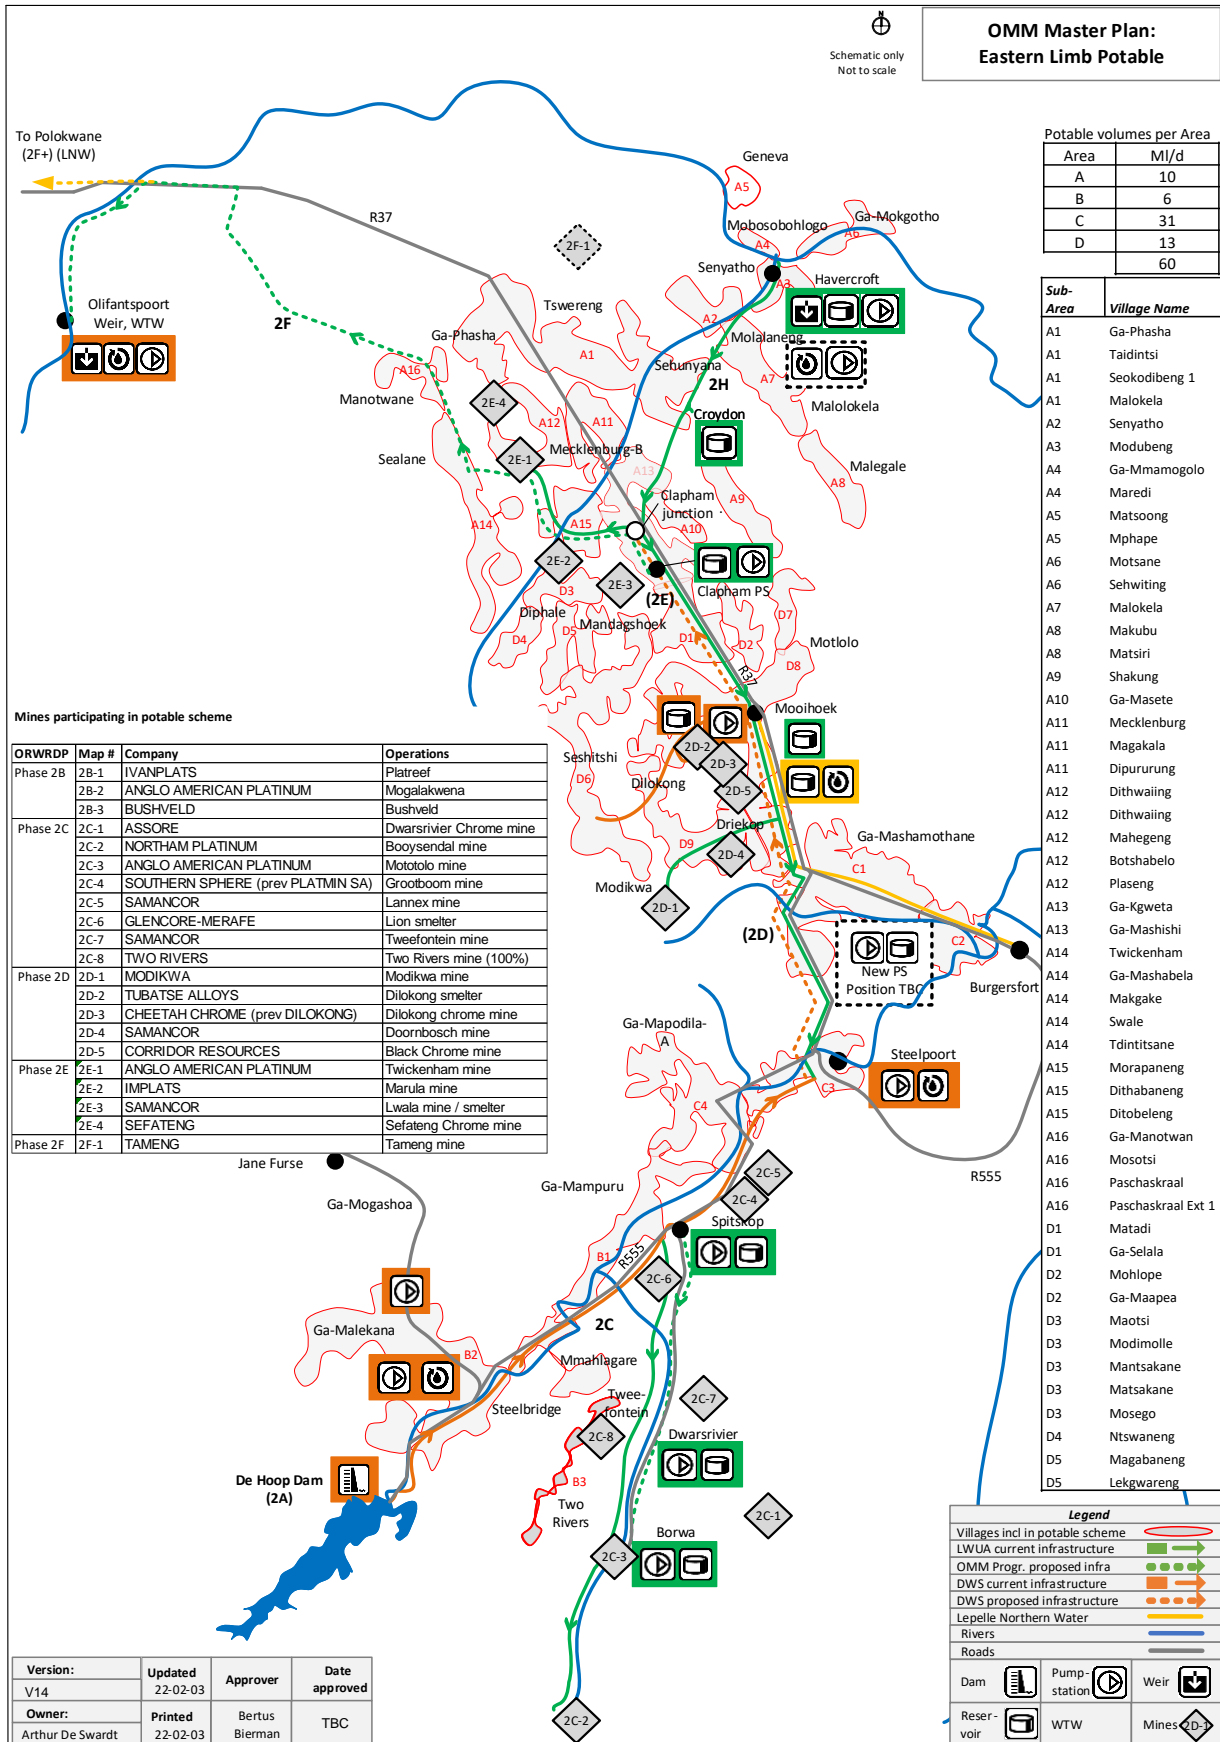 N
Schematic only
Not to scale
OMM Master Plan:
Eastern Limb Potable
To Polokwane
(2F+) (LNW)
R37
2F-1
Geneva
A5
Mobosobohlogo
Ga-Mokgotho
A4
A6
Senyatho
A3
Havercroft
Olifantspoort
Weir, WTW
2F
Tswereng
Ga-Phasha
A2
Molalaneng
A1
Sehunyana
2H
A7
Malolokela
A16
Manotwane
2E-4
Croydon
A12
A11
Sealane
2E-1
Mecklenburg-B
A13
Malegale
A8
A9
Clapham
junction
A14
A15
A10
2E-2
2E-3
Clapham PS
D3
(2E)
Diphale
Mandagshoek
D7
D4
D5
D1
D2
Motlolo
D8
R37
Mooihoek
2D-2
Seshitshi
2D-3
D6
Dilokong
2D-5
Driekop
Ga-Mashamothane
D9
2D-4
C1
Modikwa
2D-1
(2D)
C2
New PS
Position TBC
Burgersfort
Ga-Mapodila-
A
Steelpoort
C3
C4
Jane Furse
2C-5
R555
Ga-Mogashoa
Ga-Mampuru
2C-4
Spitskop
B1
R555
2C-6
Ga-Malekana
2C
B2
Mmahlagare
2C-7
Steelbridge
Twee-
fontein
2C-8
Dwarsrivier
De Hoop Dam
(2A)
B3
Two
Rivers
2C-1
Borwa
2C-3
2C-2
Potable volumes per Area
Area Ml/d
A 10
B 6
C 31
D 13
60
Sub-
Area Village Name
A1 Ga-Phasha
A1 Taidintsi
A1 Seokodibeng 1
A1 Malokela
A2 Senyatho
A3 Modubeng
A4 Ga-Mmamogolo
A4 Maredi
A5 Matsoong
A5 Mphape
A6 Motsane
A6 Sehwiting
A7 Malokela
A8 Makubu
A8 Matsiri
A9 Shakung
A10 Ga-Masete
A11 Mecklenburg
A11 Magakala
A11 Dipururung
A12 Dithwaiing
A12 Dithwaiing
A12 Mahegeng
A12 Botshabelo
A12 Plaseng
A13 Ga-Kgweta
A13 Ga-Mashishi
A14 Twickenham
A14 Ga-Mashabela
A14 Makgake
A14 Swale
A14 Tdintitsane
A15 Morapaneng
A15 Dithabaneng
A15 Ditobeleng
A16 Ga-Manotwan
A16 Mosotsi
A16 Paschaskraal
A16 Paschaskraal Ext 1
D1 Matadi
D1 Ga-Selala
D2 Mohlope
D2 Ga-Maapea
D3 Maotsi
D3 Modimolle
D3 Mantsakane
D3 Matsakane
D3 Mosego
D4 Ntswaneng
D5 Magabaneng
D5 Lekgwareng
Mines participating in potable scheme
ORWRDP Map # Company Operations
Phase 2B 2B-1 IVANPLATS Platreef
2B-2 ANGLO AMERICAN PLATINUM Mogalakwena
2B-3 BUSHVELD Bushveld
Phase 2C 2C-1 ASSORE Dwarsrivier Chrome mine
2C-2 NORTHAM PLATINUM Booysendal mine
2C-3 ANGLO AMERICAN PLATINUM Mototolo mine
2C-4 SOUTHERN SPHERE (prev PLATMIN SA) Grootboom mine
2C-5 SAMANCOR Lannex mine
2C-6 GLENCORE-MERAFE Lion smelter
2C-7 SAMANCOR Tweefontein mine
2C-8 TWO RIVERS Two Rivers mine (100%)
Phase 2D 2D-1 MODIKWA Modikwa mine
2D-2 TUBATSE ALLOYS Dilokong smelter
2D-3 CHEETAH CHROME (prev DILOKONG) Dilokong chrome mine
2D-4 SAMANCOR Doornbosch mine
2D-5 CORRIDOR RESOURCES Black Chrome mine
Phase 2E 2E-1 ANGLO AMERICAN PLATINUM Twickenham mine
2E-2 IMPLATS Marula mine
2E-3 SAMANCOR Lwala mine / smelter
2E-4 SEFATENG Sefateng Chrome mine
Phase 2F 2F-1 TAMENG Tameng mine
Legend
Villages incl in potable scheme
LWUA current infrastructure
OMM Progr. proposed infra
DWS current infrastructure
DWS proposed infrastructure
Lepelle Northern Water
Rivers
Roads
Dam Pump-
station Weir
Reser-
voir WTW Mines 2D-1
Version: Updated Approver Date
approved
V14 22-02-03
Owner: Printed Bertus
Bierman TBC
Arthur De Swardt 22-02-03